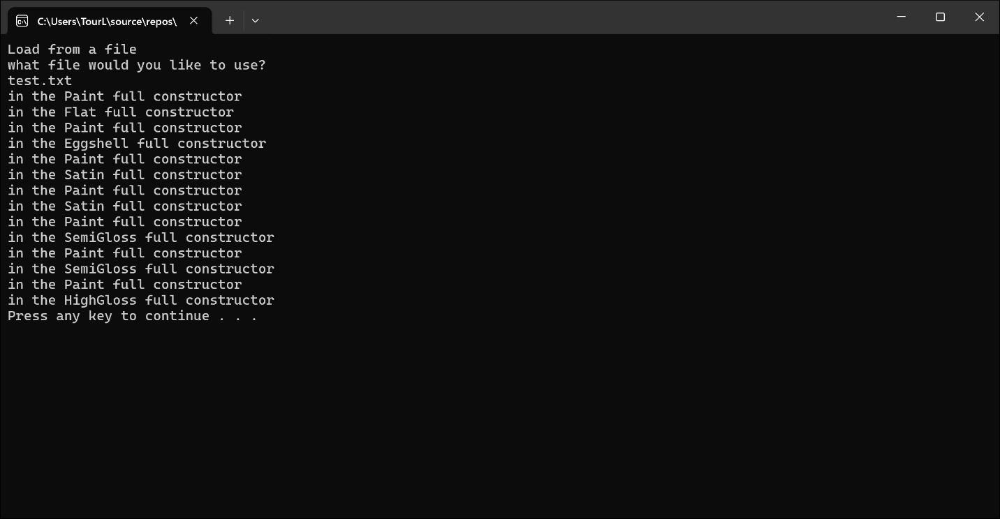 C:\Users\TourL\source\repos\
Load from a file
what file would you like to use?
test.txt
in the Paint full constructor
in the Flat full constructor
in the Paint full constructor
in the Eggshell full constructor
in the Paint full constructor
in the Satin full constructor
in the Paint full constructor
in the Satin full constructor
in the Paint full constructor
in the SemiGloss full constructor
in the Paint full constructor
in the SemiGloss full constructor
in the Paint full constructor
in the HighGloss full constructor
Press any key to continue . . .